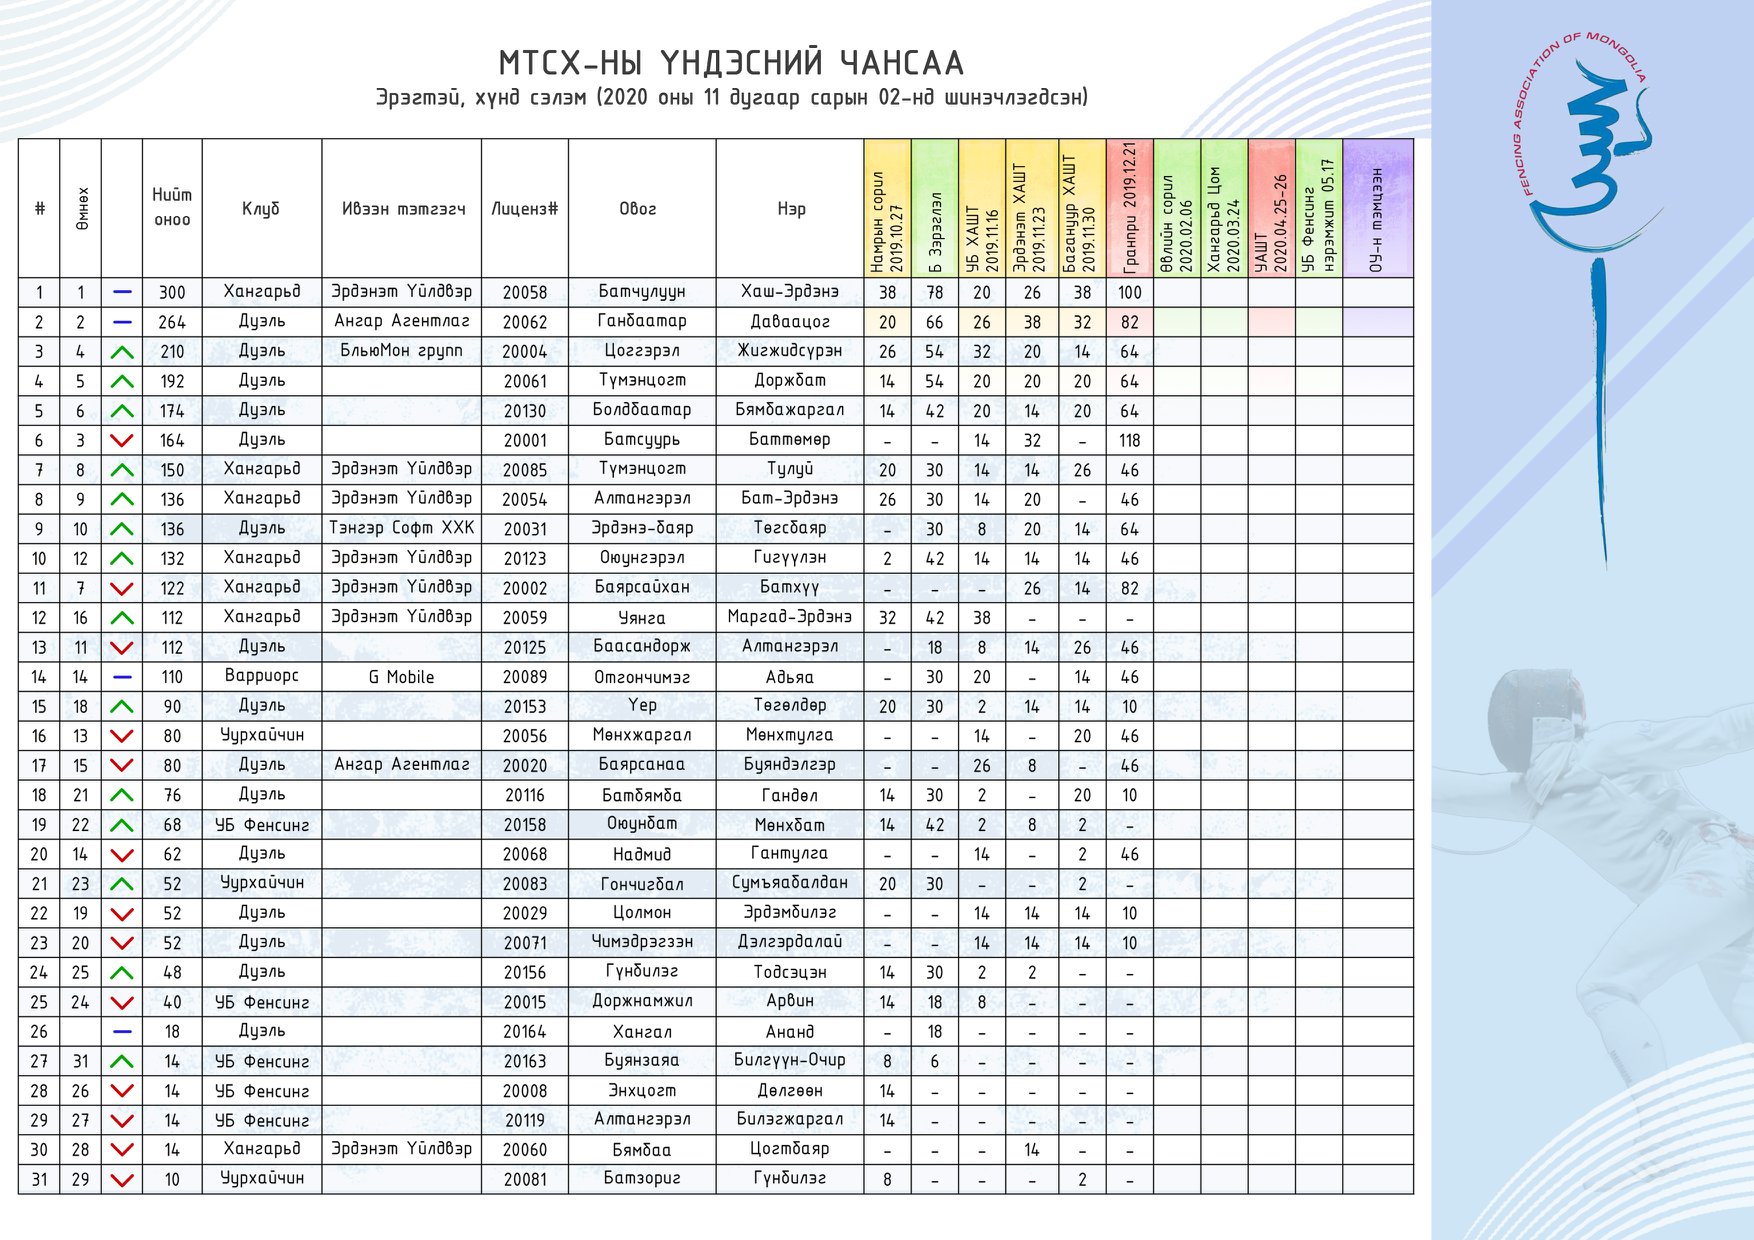 МТСХ-НЫ ҮНДЭСНИЙ ЧАНСАА
Эрэгтэй, хүнд сэлэм (2020 оны 11 дугаар сарын 02-нд шинэчлэгдсэн)
FENCING ASSOCIATION OF MONGOLIA
# Өмнөх Нийт оноо Клуб Ивээн тэтгэгч Лиценз# Овог Нэр Намрын сорил 2019.10.27 Б Зэрэглэл УБ ХАШТ 2019.11.16 Эрдэнэт ХАШТ 2019.11.23 Багануур ХАШТ 2019.11.30 Гранпри 2019.12.21 Өвлийн сорил 2020.02.06 Хангарьд Цом 2020.03.24 УАШТ 2020.04.25-26 УБ Фенсинг нэрэмжит 05.17 ОУ-н тэмцээн
1 1 — 300 Хангарьд Эрдэнэт Үйлдвэр 20058 Батчулуун Хаш-Эрдэнэ 38 78 20 26 38 100
2 2 — 264 Дуэль Ангар Агентлаг 20062 Ганбаатар Даваацог 20 66 26 38 32 82
3 4 210 Дуэль БльюМон групп 20004 Цоггэрэл Жигжидсүрэн 26 54 32 20 14 64
4 5 192 Дуэль 20061 Түмэнцогт Доржбат 14 54 20 20 20 64
5 6 174 Дуэль 20130 Болдбаатар Бямбажаргал 14 42 20 14 20 64
6 3 164 Дуэль 20001 Батсуурь Баттөмөр - - 14 32 - 118
7 8 150 Хангарьд Эрдэнэт Үйлдвэр 20085 Түмэнцогт Тулуй 20 30 14 14 26 46
8 9 136 Хангарьд Эрдэнэт Үйлдвэр 20054 Алтангэрэл Бат-Эрдэнэ 26 30 14 20 - 46
9 10 136 Дуэль Тэнгэр Софт ХХК 20031 Эрдэнэ-баяр Төгсбаяр - 30 8 20 14 64
10 12 132 Хангарьд Эрдэнэт Үйлдвэр 20123 Оюунгэрэл Гигүүлэн 2 42 14 14 14 46
11 7 122 Хангарьд Эрдэнэт Үйлдвэр 20002 Баярсайхан Батхүү - - - 26 14 82
12 16 112 Хангарьд Эрдэнэт Үйлдвэр 20059 Уянга Маргад-Эрдэнэ 32 42 38 - - -
13 11 112 Дуэль 20125 Баасандорж Алтангэрэл - 18 8 14 26 46
14 14 — 110 Варриорс G Mobile 20089 Отгончимэг Адьяа - 30 20 - 14 46
15 18 90 Дуэль 20153 Үер Төгөлдөр 20 30 2 14 14 10
16 13 80 Уурхайчин 20056 Мөнхжаргал Мөнхтулга - - 14 - 20 46
17 15 80 Дуэль Ангар Агентлаг 20020 Баярсанаа Буяндэлгэр - - 26 8 - 46
18 21 76 Дуэль 20116 Батбямба Гандөл 14 30 2 - 20 10
19 22 68 УБ Фенсинг 20158 Оюунбат Мөнхбат 14 42 2 8 2 -
20 14 62 Дуэль 20068 Надмид Гантулга - - 14 - 2 46
21 23 52 Уурхайчин 20083 Гончигбал Сумъяабалдан 20 30 - - 2 -
22 19 52 Дуэль 20029 Цолмон Эрдэмбилэг - - 14 14 14 10
23 20 52 Дуэль 20071 Чимэдрэгзэн Дэлгэрдалай - - 14 14 14 10
24 25 48 Дуэль 20156 Гүнбилэг Тодсэцэн 14 30 2 2 - -
25 24 40 УБ Фенсинг 20015 Доржнамжил Арвин 14 18 8 - - -
26 — 18 Дуэль 20164 Хангал Ананд - 18 - - - -
27 31 14 УБ Фенсинг 20163 Буянзаяа Билгүүн-Очир 8 6 - - - -
28 26 14 УБ Фенсинг 20008 Энхцогт Дөлгөөн 14 - - - - -
29 27 14 УБ Фенсинг 20119 Алтангэрэл Билэгжаргал 14 - - - - -
30 28 14 Хангарьд Эрдэнэт Үйлдвэр 20060 Бямбаа Цогтбаяр - - - 14 - -
31 29 10 Уурхайчин 20081 Батзориг Гүнбилэг 8 - - - 2 -